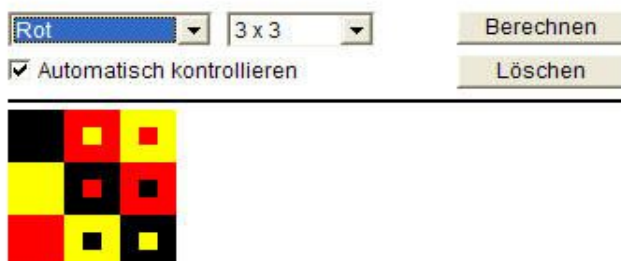 Rot 3 x 3 Berechnen
Automatisch kontrollieren Löschen